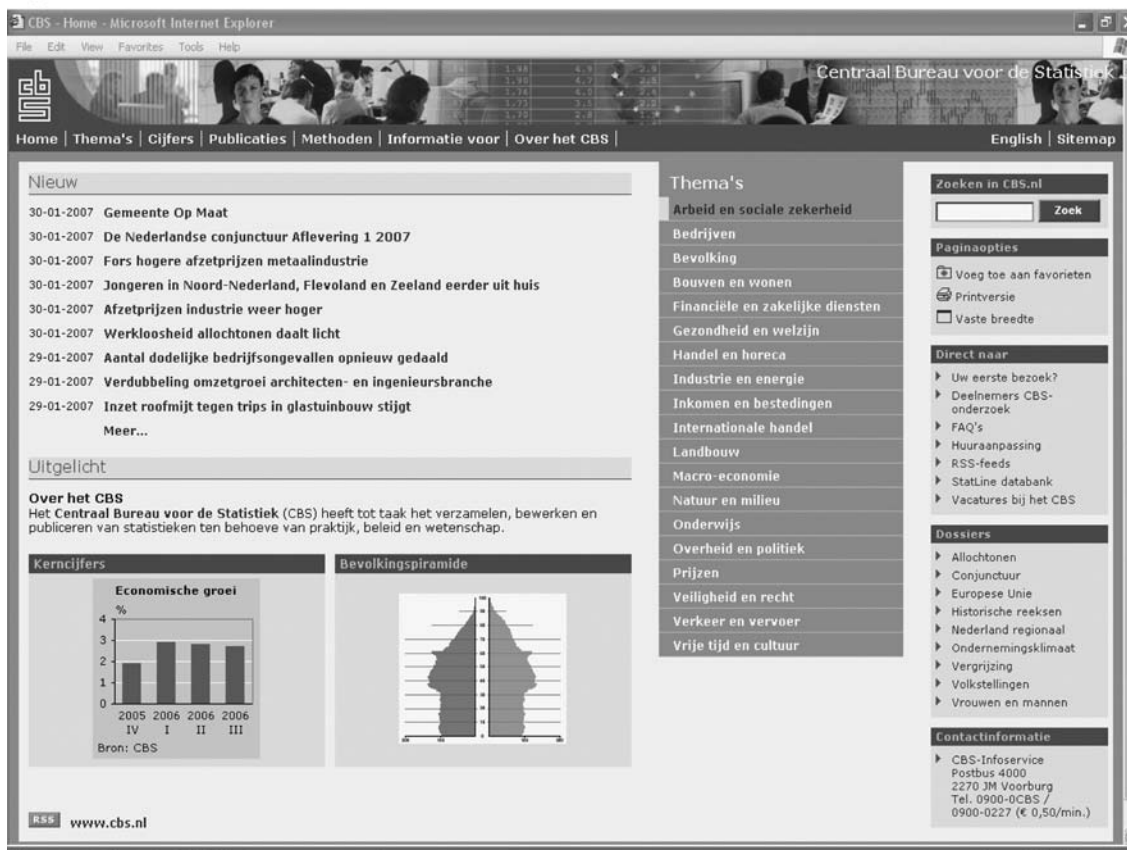 CBS - Home - Microsoft Internet Explorer
File Edit View Favorites Tools Help
cbs
Centraal Bureau voor de Statistiek
Home | Thema's | Cijfers | Publicaties | Methoden | Informatie voor | Over het CBS |
English | Sitemap
Nieuw
30-01-2007 Gemeente Op Maat
30-01-2007 De Nederlandse conjunctuur Aflevering 1 2007
30-01-2007 Fors hogere afzetprijzen metaalindustrie
30-01-2007 Jongeren in Noord-Nederland, Flevoland en Zeeland eerder uit huis
30-01-2007 Afzetprijzen industrie weer hoger
30-01-2007 Werkloosheid allochtonen daalt licht
29-01-2007 Aantal dodelijke bedrijfsongevallen opnieuw gedaald
29-01-2007 Verdubbeling omzetgroei architecten- en ingenieursbranche
29-01-2007 Inzet roofmijt tegen trips in glastuinbouw stijgt
Meer...
Uitgelicht
Over het CBS
Het Centraal Bureau voor de Statistiek (CBS) heeft tot taak het verzamelen, bewerken en
publiceren van statistieken ten behoeve van praktijk, beleid en wetenschap.
Kerncijfers
Economische groei
%
4
3
2
1
0
2005 2006 2006 2006
IV I II III
Bron: CBS
Bevolkingspiramide
RSS www.cbs.nl
Thema's
Arbeid en sociale zekerheid
Bedrijven
Bevolking
Bouwen en wonen
Financiële en zakelijke diensten
Gezondheid en welzijn
Handel en horeca
Industrie en energie
Inkomen en bestedingen
Internationale handel
Landbouw
Macro-economie
Natuur en milieu
Onderwijs
Overheid en politiek
Prijzen
Veiligheid en recht
Verkeer en vervoer
Vrije tijd en cultuur
Zoeken in CBS.nl
Zoek
Paginaopties
Voeg toe aan favorieten
Printversie
Vaste breedte
Direct naar
Uw eerste bezoek?
Deelnemers CBS-
onderzoek
FAQ's
Huuraanpassing
RSS-feeds
StatLine databank
Vacatures bij het CBS
Dossiers
Allochtonen
Conjunctuur
Europese Unie
Historische reeksen
Nederland regionaal
Ondernemingsklimaat
Vergrijzing
Volkstellingen
Vrouwen en mannen
Contactinformatie
CBS-Infoservice
Postbus 4000
2270 JM Voorburg
Tel. 0900-0CBS /
0900-0227 (€ 0,50/min.)